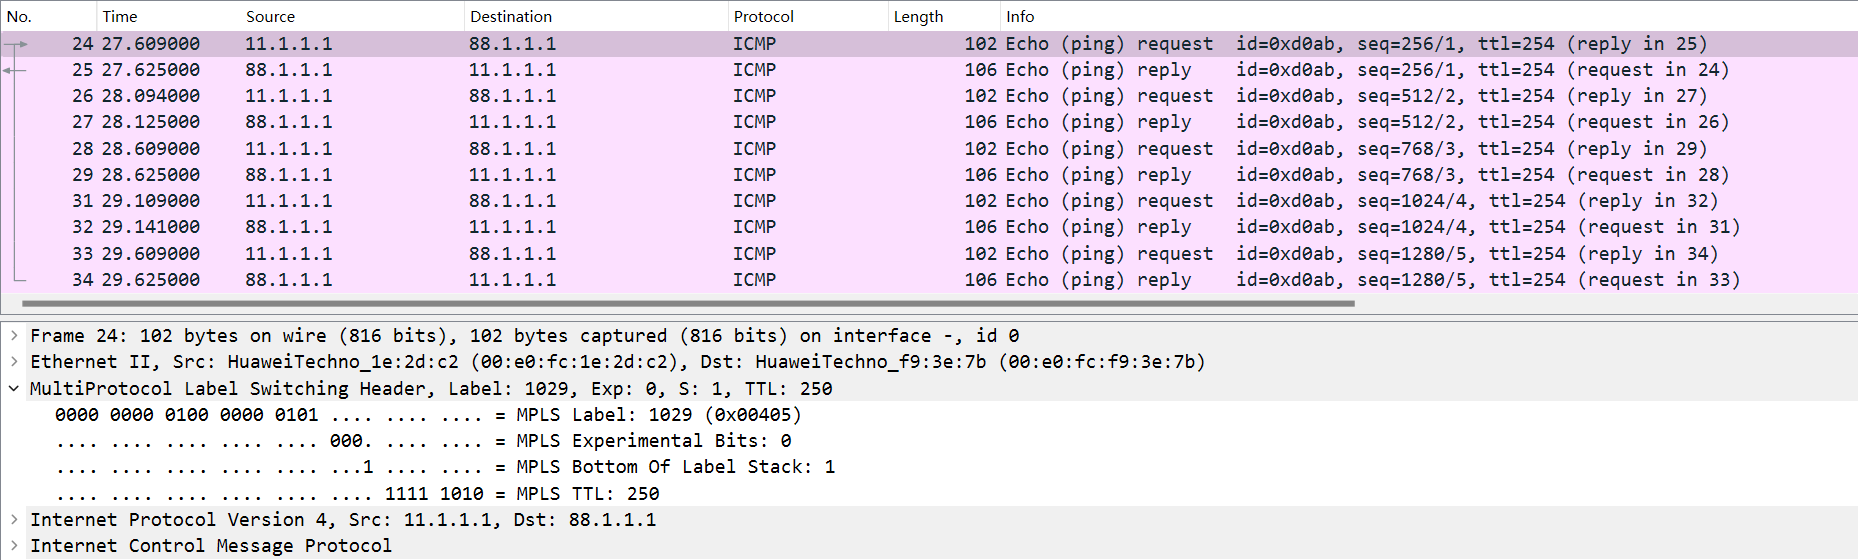 No. Time Source Destination Protocol Length Info
24 27.609000 11.1.1.1 88.1.1.1 ICMP 102 Echo (ping) request id=0xd0ab, seq=256/1, ttl=254 (reply in 25)
25 27.625000 88.1.1.1 11.1.1.1 ICMP 106 Echo (ping) reply id=0xd0ab, seq=256/1, ttl=254 (request in 24)
26 28.094000 11.1.1.1 88.1.1.1 ICMP 102 Echo (ping) request id=0xd0ab, seq=512/2, ttl=254 (reply in 27)
27 28.125000 88.1.1.1 11.1.1.1 ICMP 106 Echo (ping) reply id=0xd0ab, seq=512/2, ttl=254 (request in 26)
28 28.609000 11.1.1.1 88.1.1.1 ICMP 102 Echo (ping) request id=0xd0ab, seq=768/3, ttl=254 (reply in 29)
29 28.625000 88.1.1.1 11.1.1.1 ICMP 106 Echo (ping) reply id=0xd0ab, seq=768/3, ttl=254 (request in 28)
31 29.109000 11.1.1.1 88.1.1.1 ICMP 102 Echo (ping) request id=0xd0ab, seq=1024/4, ttl=254 (reply in 32)
32 29.141000 88.1.1.1 11.1.1.1 ICMP 106 Echo (ping) reply id=0xd0ab, seq=1024/4, ttl=254 (request in 31)
33 29.609000 11.1.1.1 88.1.1.1 ICMP 102 Echo (ping) request id=0xd0ab, seq=1280/5, ttl=254 (reply in 34)
34 29.625000 88.1.1.1 11.1.1.1 ICMP 106 Echo (ping) reply id=0xd0ab, seq=1280/5, ttl=254 (request in 33)
Frame 24: 102 bytes on wire (816 bits), 102 bytes captured (816 bits) on interface -, id 0
Ethernet II, Src: HuaweiTechno_1e:2d:c2 (00:e0:fc:1e:2d:c2), Dst: HuaweiTechno_f9:3e:7b (00:e0:fc:f9:3e:7b)
MultiProtocol Label Switching Header, Label: 1029, Exp: 0, S: 1, TTL: 250
0000 0000 0100 0000 0101 .... .... .... = MPLS Label: 1029 (0x00405)
.... .... .... .... .... 000. .... .... = MPLS Experimental Bits: 0
.... .... .... .... .... ...1 .... .... = MPLS Bottom Of Label Stack: 1
.... .... .... .... .... .... 1111 1010 = MPLS TTL: 250
Internet Protocol Version 4, Src: 11.1.1.1, Dst: 88.1.1.1
Internet Control Message Protocol